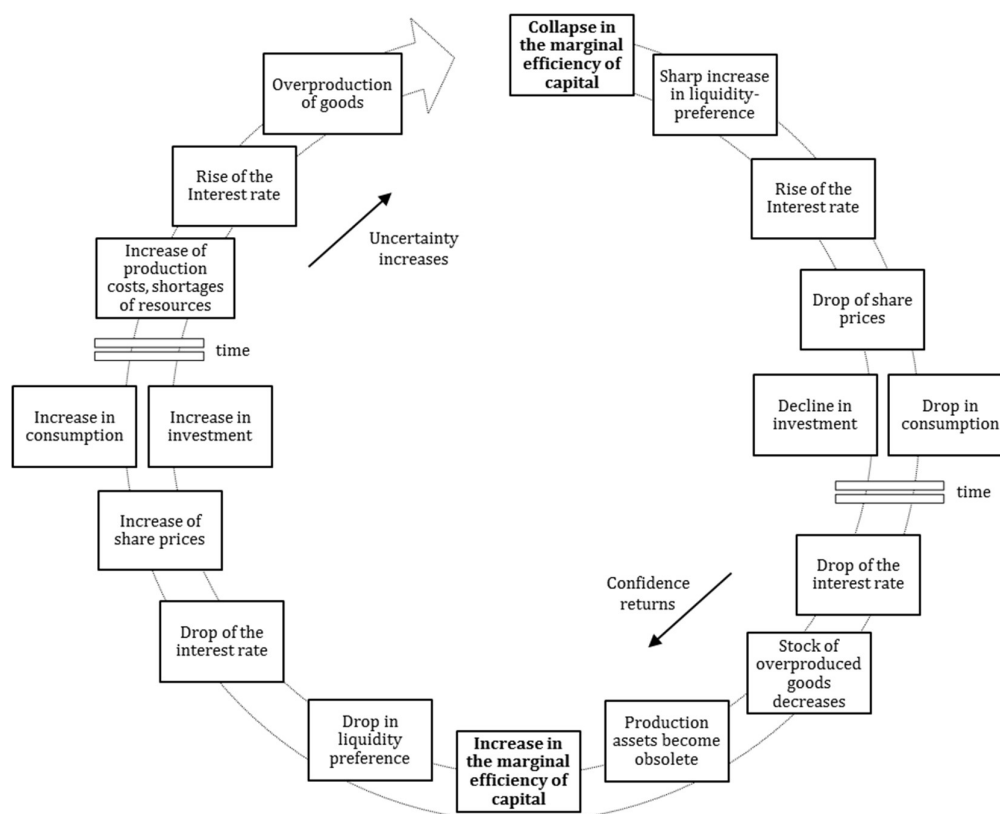 Collapse in
the marginal
efficiency of
capital
Sharp increase
in liquidity-
preference
Rise of the
Interest rate
Drop of share
prices
Decline in
investment
Drop in
consumption
time
Drop of the
interest rate
Confidence
returns
Stock of
overproduced
goods
decreases
Production
assets become
obsolete
Increase in
the marginal
efficiency of
capital
Drop in
liquidity
preference
Drop of the
interest rate
Increase of
share prices
Increase in
consumption
Increase in
investment
time
Increase of
production
costs, shortages
of resources
Uncertainty
increases
Rise of the
Interest rate
Overproduction
of goods